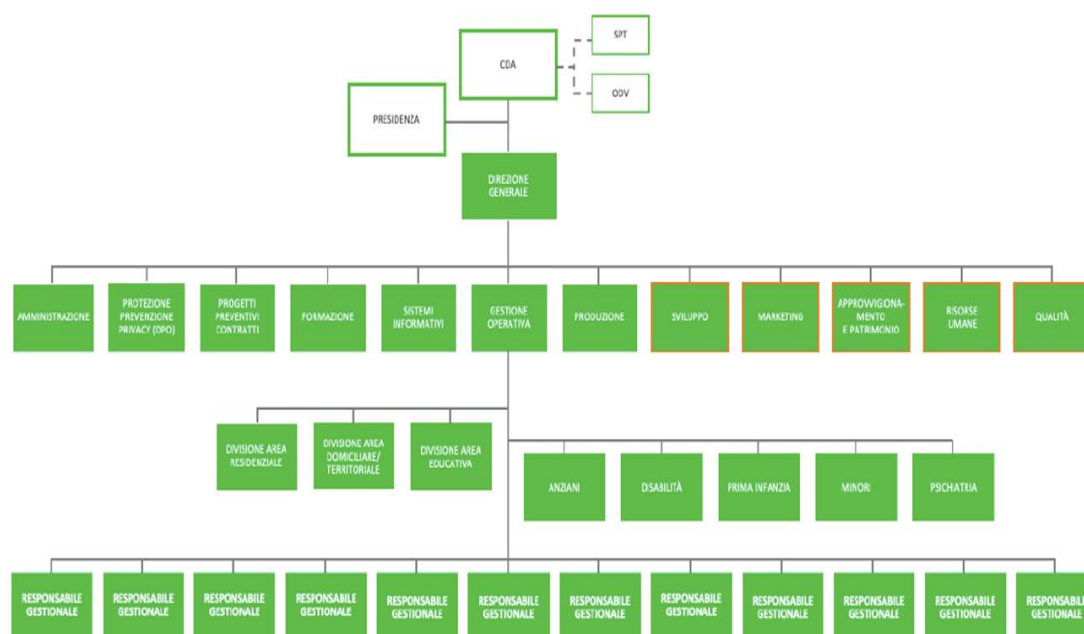 SPT
CDA
ODV
PRESIDENZA
DIREZIONE
GENERALE
AMMINISTRAZIONE
PROTEZIONE
PREVENZIONE
PRIVACY (DPO)
PROGETTI
PREVENTIVI
CONTRATTI
FORMAZIONE
SISTEMI
INFORMATIVI
GESTIONE
OPERATIVA
PRODUZIONE
SVILUPPO
MARKETING
APPROVVIGIONA-
MENTO
E PATRIMONIO
RISORSE
UMANE
QUALITÀ
DIVISIONE AREA
RESIDENZIALE
DIVISIONE AREA
DOMICILIARE/
TERRITORIALE
DIVISIONE AREA
EDUCATIVA
ANZIANI
DISABILITÀ
PRIMA INFANZIA
MINORI
PSICHIATRIA
RESPONSABILE
GESTIONALE
RESPONSABILE
GESTIONALE
RESPONSABILE
GESTIONALE
RESPONSABILE
GESTIONALE
RESPONSABILE
GESTIONALE
RESPONSABILE
GESTIONALE
RESPONSABILE
GESTIONALE
RESPONSABILE
GESTIONALE
RESPONSABILE
GESTIONALE
RESPONSABILE
GESTIONALE
RESPONSABILE
GESTIONALE
RESPONSABILE
GESTIONALE